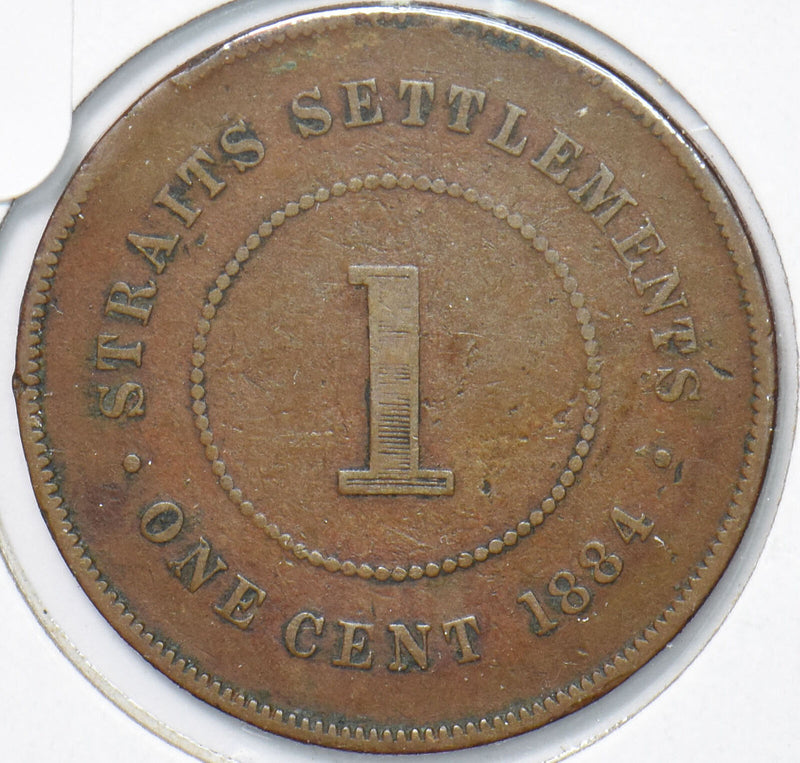 STRAITS SETTLEMENTS
1
• ONE CENT 1884 •